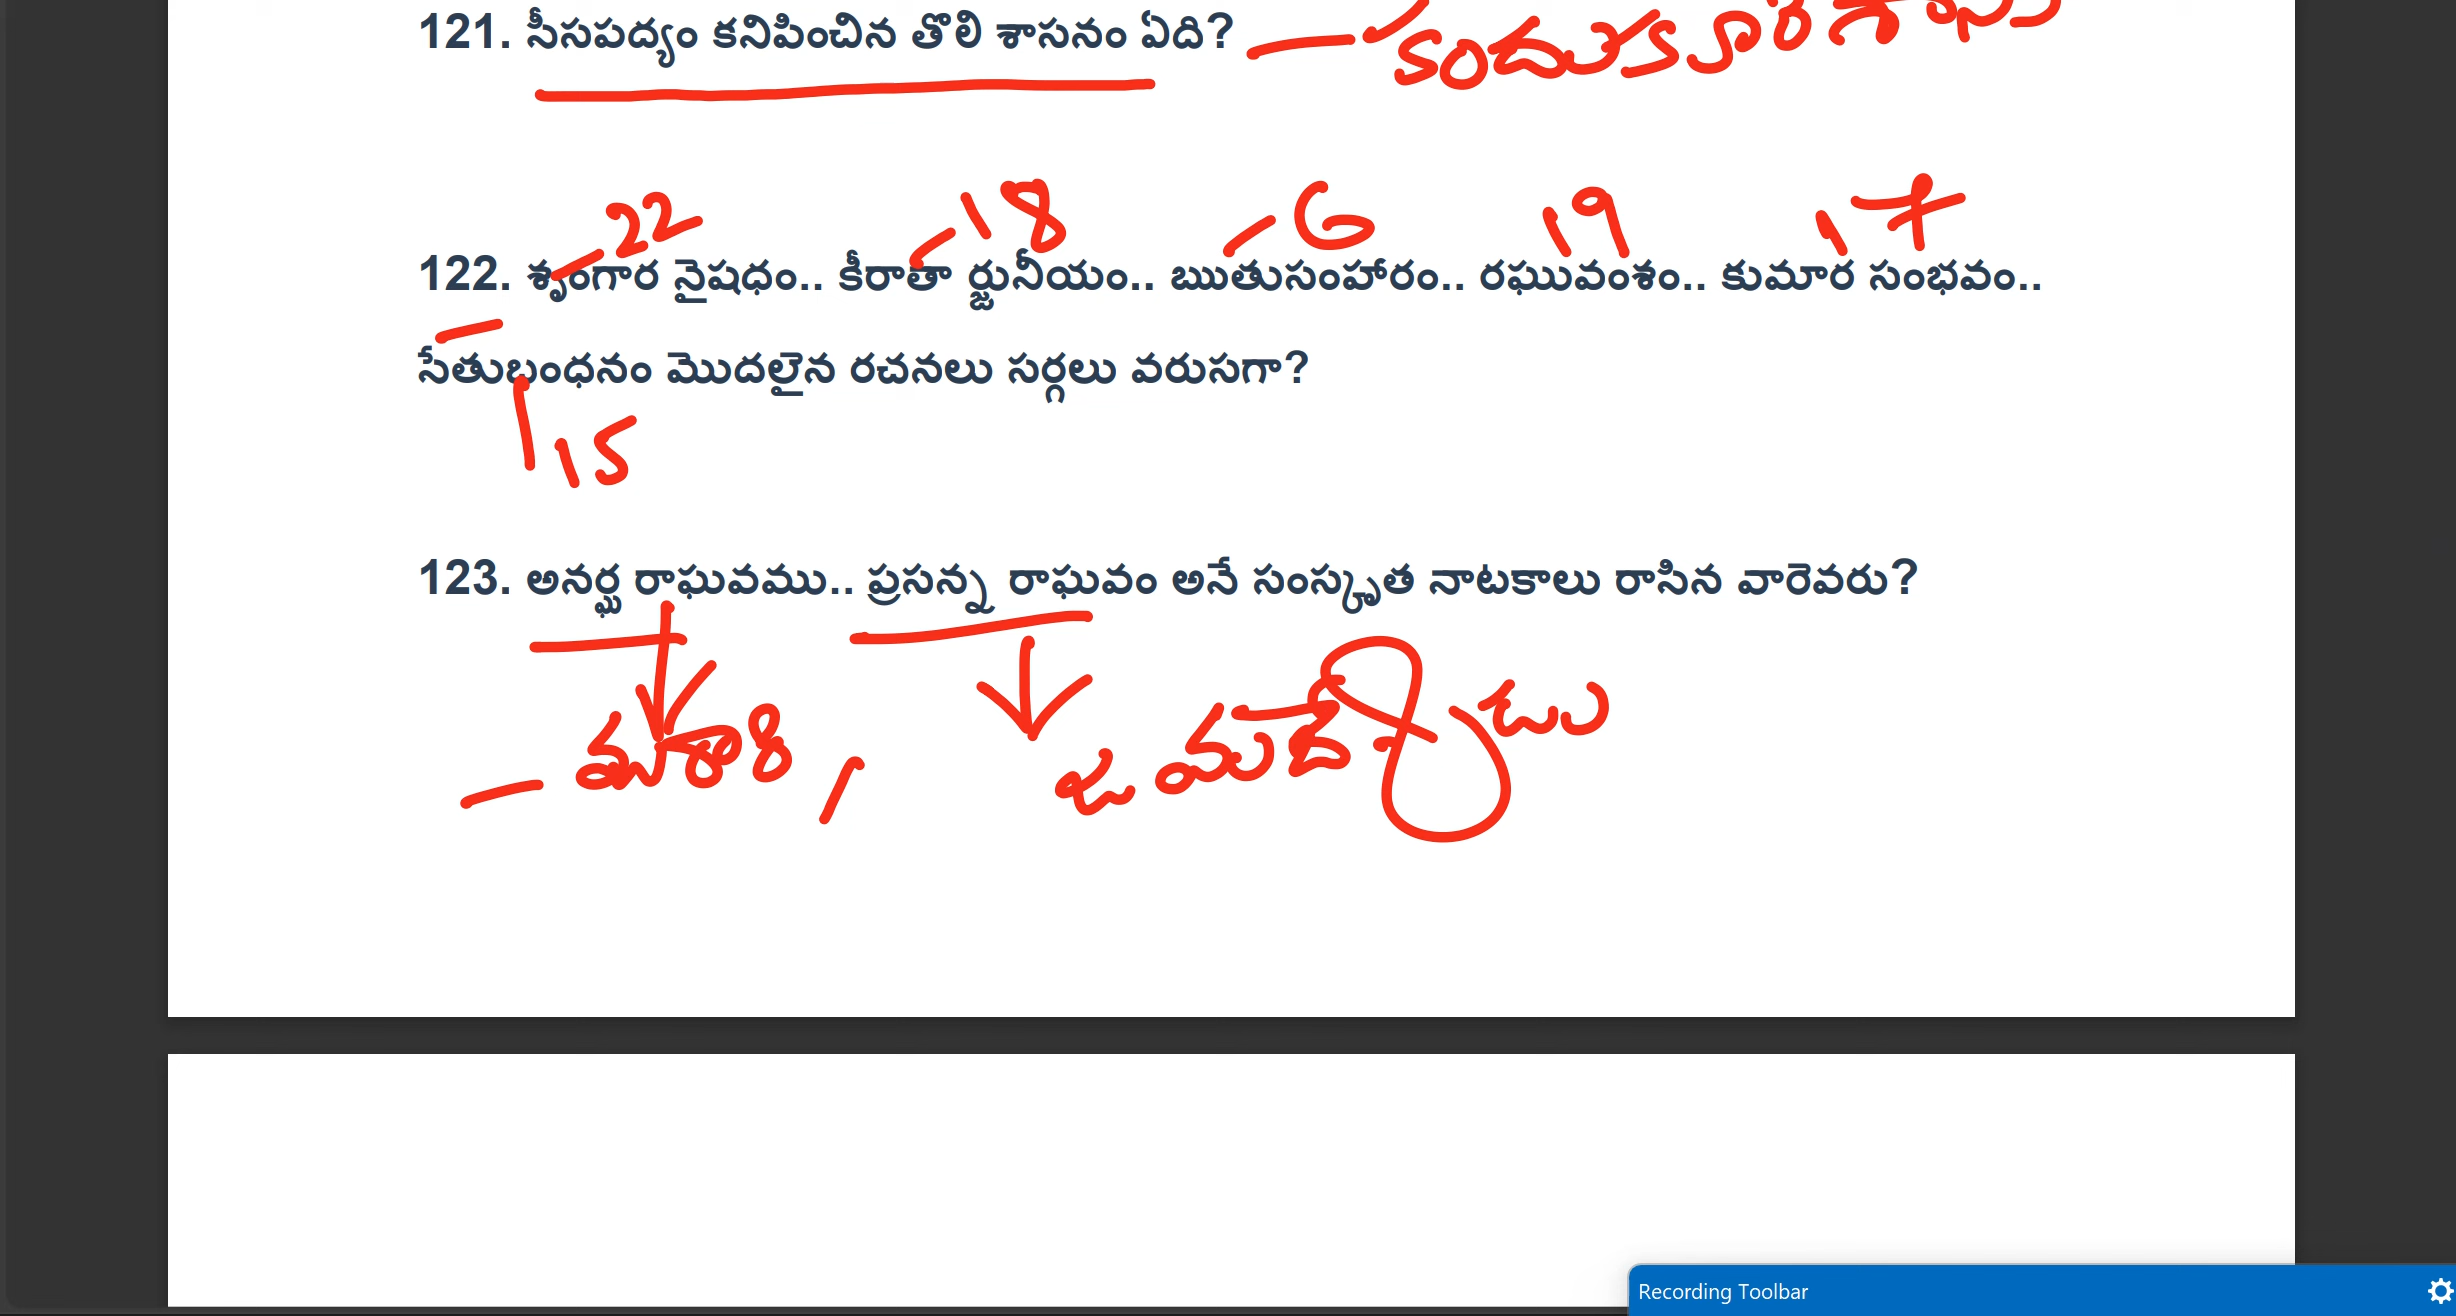 121. సీసపద్యం కనిపించిన తొలి శాసనం ఏది? — కందుకూరి
-22 -18 -6 19 17
122. శృంగార నైషధం.. కీరాతా ర్జునీయం.. ఋతుసంహారం.. రఘువంశం.. కుమార సంభవం..
సేతుబంధనం మొదలైన రచనలు సర్గలు వరుసగా?
15
123. అనర్ఘ రాఘవము.. ప్రసన్న రాఘవం అనే సంస్కృత నాటకాలు రాసిన వారెవరు?
- మురారి,
Recording Toolbar